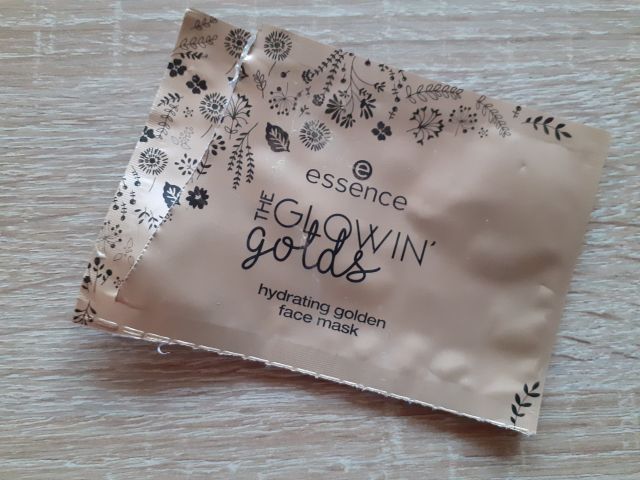 essence
THE GLOWIN'
golds
hydrating golden
face mask